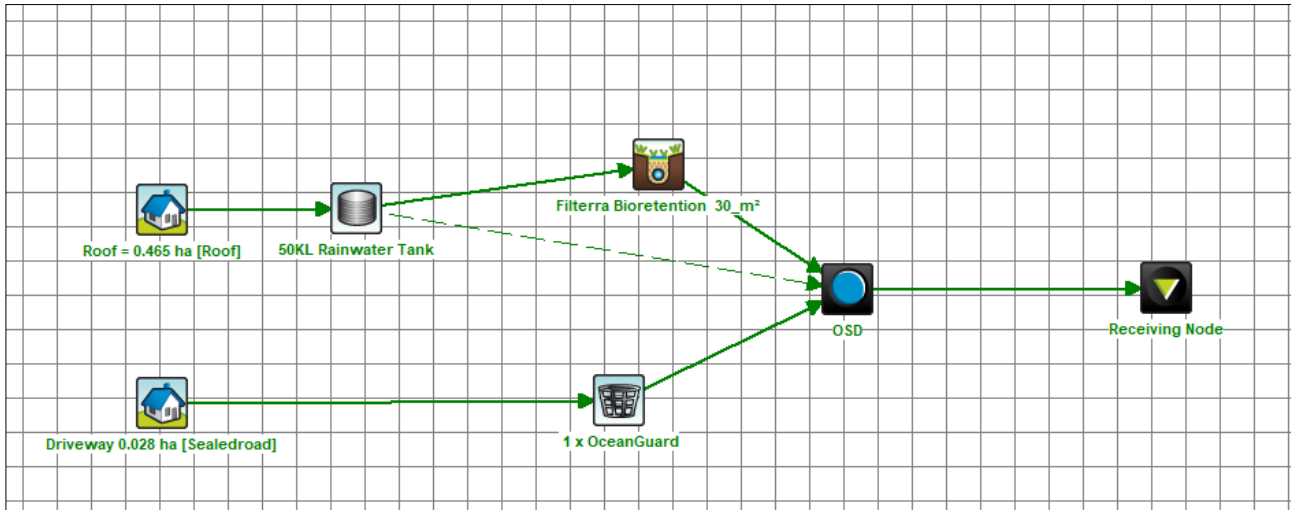 Filterra Bioretention 30_m²
Roof = 0.465 ha [Roof]
50KL Rainwater Tank
OSD
Receiving Node
Driveway 0.028 ha [Sealedroad]
1 x OceanGuard